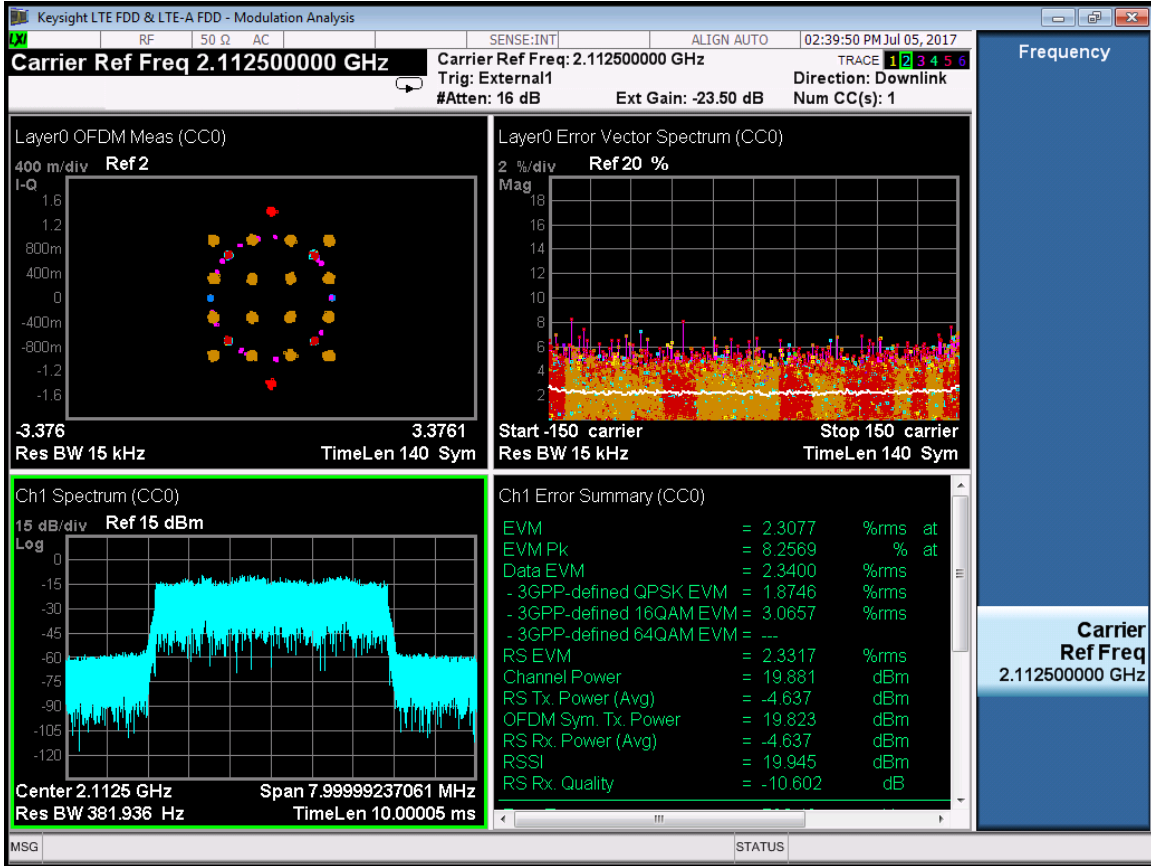 Keysight LTE FDD & LTE-A FDD - Modulation Analysis
LXI RF 50 Ω AC SENSE:INT ALIGN AUTO 02:39:50 PM Jul 05, 2017
Carrier Ref Freq 2.112500000 GHz
Carrier Ref Freq: 2.112500000 GHz
Trig: External1
#Atten: 16 dB Ext Gain: -23.50 dB
TRACE 1 2 3 4 5 6
Direction: Downlink
Num CC(s): 1
Frequency
Layer0 OFDM Meas (CC0)
400 m/div Ref 2
I-Q
1.6
1.2
800m
400m
0
-400m
-800m
-1.2
-1.6
-3.376 3.3761
Res BW 15 kHz TimeLen 140 Sym
Layer0 Error Vector Spectrum (CC0)
2 %/div Ref 20 %
Mag
18
16
14
12
10
8
6
4
2
Start -150 carrier Stop 150 carrier
Res BW 15 kHz TimeLen 140 Sym
Ch1 Spectrum (CC0)
15 dB/div Ref 15 dBm
Log
0
-15
-30
-45
-60
-75
-90
-105
-120
Center 2.1125 GHz Span 7.99999237061 MHz
Res BW 381.936 Hz TimeLen 10.00005 ms
Ch1 Error Summary (CC0)
EVM = 2.3077 %rms at
EVM Pk = 8.2569 % at
Data EVM = 2.3400 %rms
- 3GPP-defined QPSK EVM = 1.8746 %rms
- 3GPP-defined 16QAM EVM = 3.0657 %rms
- 3GPP-defined 64QAM EVM = ---
RS EVM = 2.3317 %rms
Channel Power = 19.881 dBm
RS Tx. Power (Avg) = -4.637 dBm
OFDM Sym. Tx. Power = 19.823 dBm
RS Rx. Power (Avg) = -4.637 dBm
RSSI = 19.945 dBm
RS Rx. Quality = -10.602 dB
Carrier
Ref Freq
2.112500000 GHz
MSG STATUS